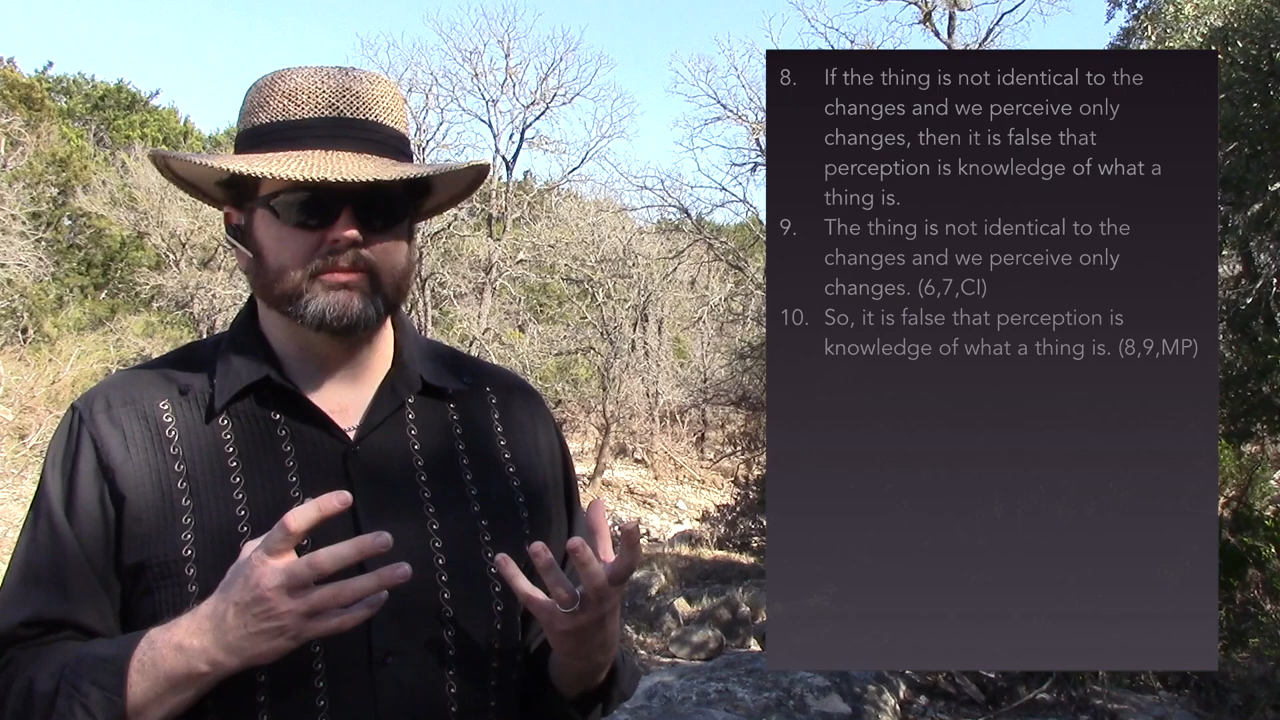 8. If the thing is not identical to the
changes and we perceive only
changes, then it is false that
perception is knowledge of what a
thing is.
9. The thing is not identical to the
changes and we perceive only
changes. (6,7,CI)
10. So, it is false that perception is
knowledge of what a thing is. (8,9,MP)